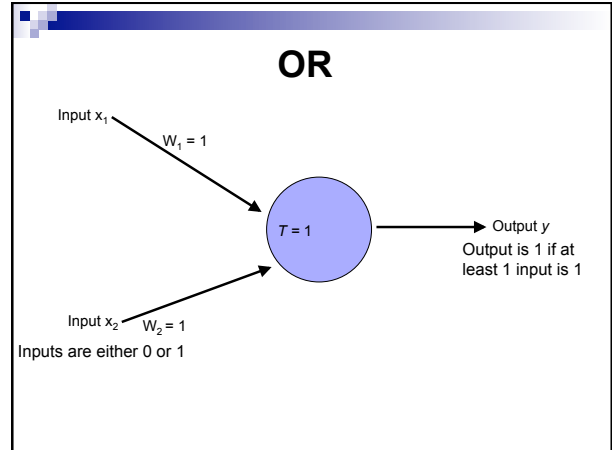 OR
Input x₁
W₁ = 1
T = 1
Output y
Output is 1 if at
least 1 input is 1
Input x₂
W₂ = 1
Inputs are either 0 or 1